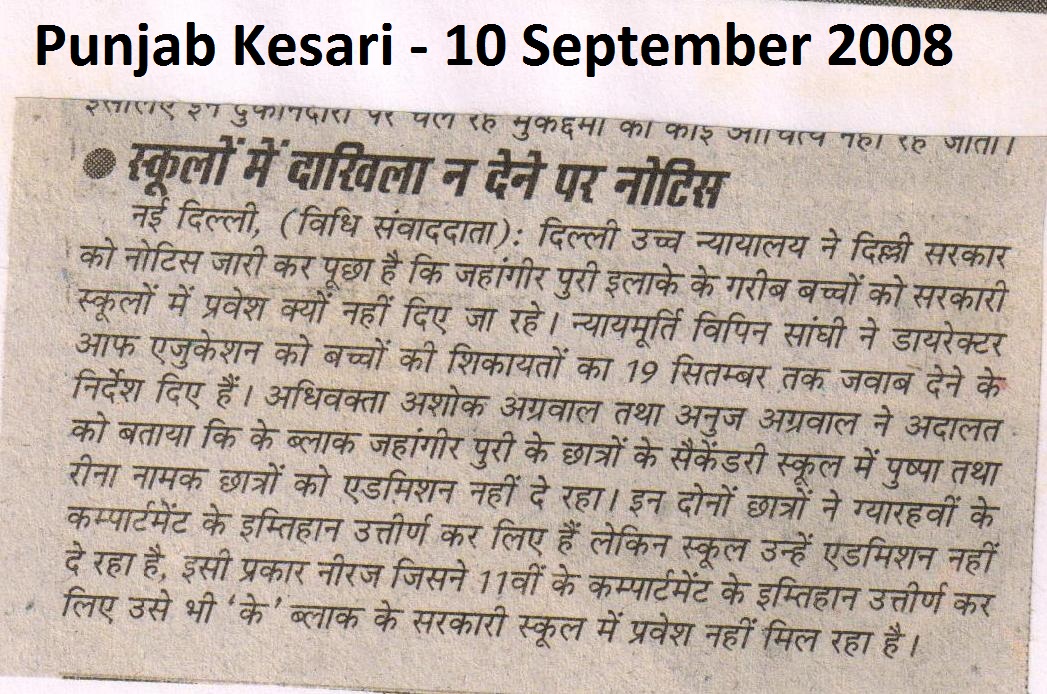 Punjab Kesari - 10 September 2008
इसलिए इन दुकानदारों पर चल रहे मुकद्दमों का कोई औचित्य नहीं रह जाता।
● स्कूलों में दाखिला न देने पर नोटिस
नई दिल्ली, (विधि संवाददाता): दिल्ली उच्च न्यायालय ने दिल्ली सरकार
को नोटिस जारी कर पूछा है कि जहांगीर पुरी इलाके के गरीब बच्चों को सरकारी
स्कूलों में प्रवेश क्यों नहीं दिए जा रहे। न्यायमूर्ति विपिन सांघी ने डायरेक्टर
आफ एजुकेशन को बच्चों की शिकायतों का 19 सितम्बर तक जवाब देने के
निर्देश दिए हैं। अधिवक्ता अशोक अग्रवाल तथा अनुज अग्रवाल ने अदालत
को बताया कि के ब्लाक जहांगीर पुरी के छात्रों के सैकेंडरी स्कूल में पुष्पा तथा
रीना नामक छात्रों को एडमिशन नहीं दे रहा। इन दोनों छात्रों ने ग्यारहवीं के
कम्पार्टमेंट के इम्तिहान उत्तीर्ण कर लिए हैं लेकिन स्कूल उन्हें एडमिशन नहीं
दे रहा है, इसी प्रकार नीरज जिसने 11वीं के कम्पार्टमेंट के इम्तिहान उत्तीर्ण कर
लिए उसे भी ‘के’ ब्लाक के सरकारी स्कूल में प्रवेश नहीं मिल रहा है।